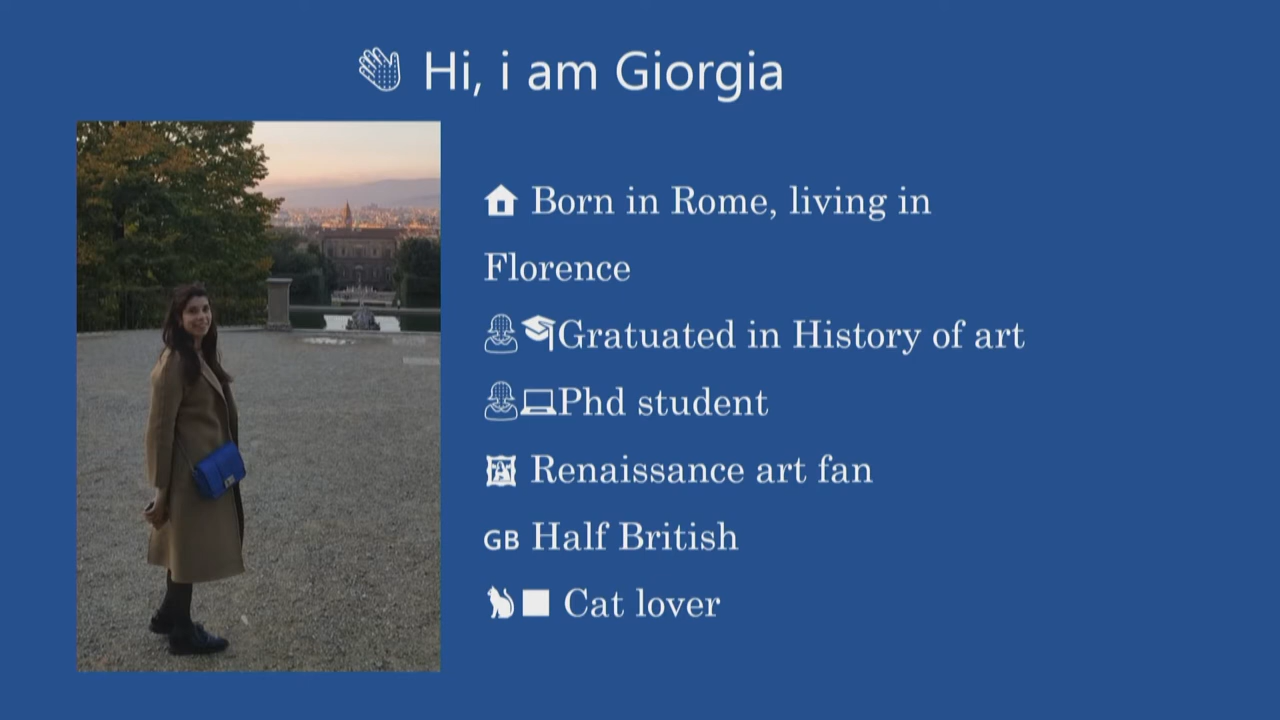 👋 Hi, i am Giorgia
🏠 Born in Rome, living in
Florence
👩🎓Gratuated in History of art
👩💻Phd student
🖼 Renaissance art fan
GB Half British
🐈⬛ Cat lover